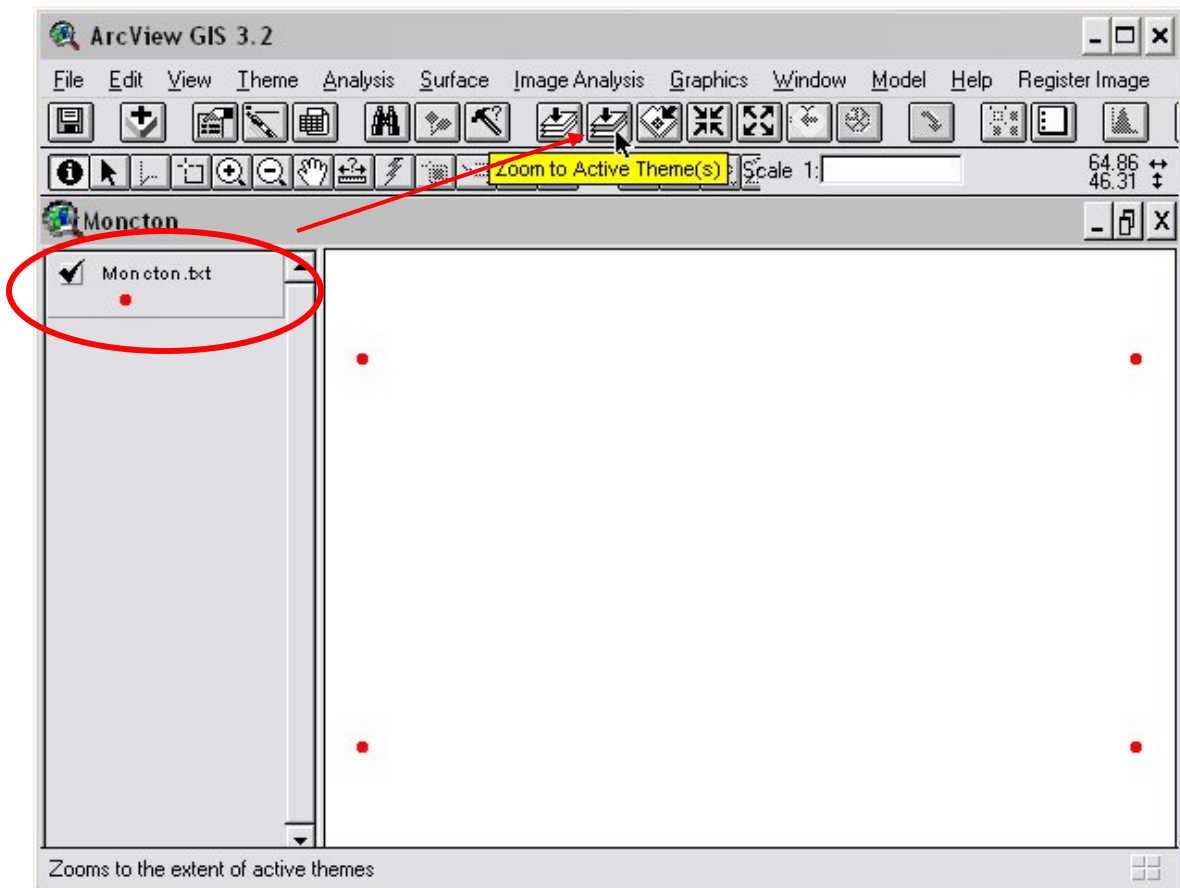 ArcView GIS 3.2
File Edit View Theme Analysis Surface Image Analysis Graphics Window Model Help Register Image
Zoom to Active Theme(s)
Scale 1:
64.86
46.31
Moncton
Moncton.txt
Zooms to the extent of active themes